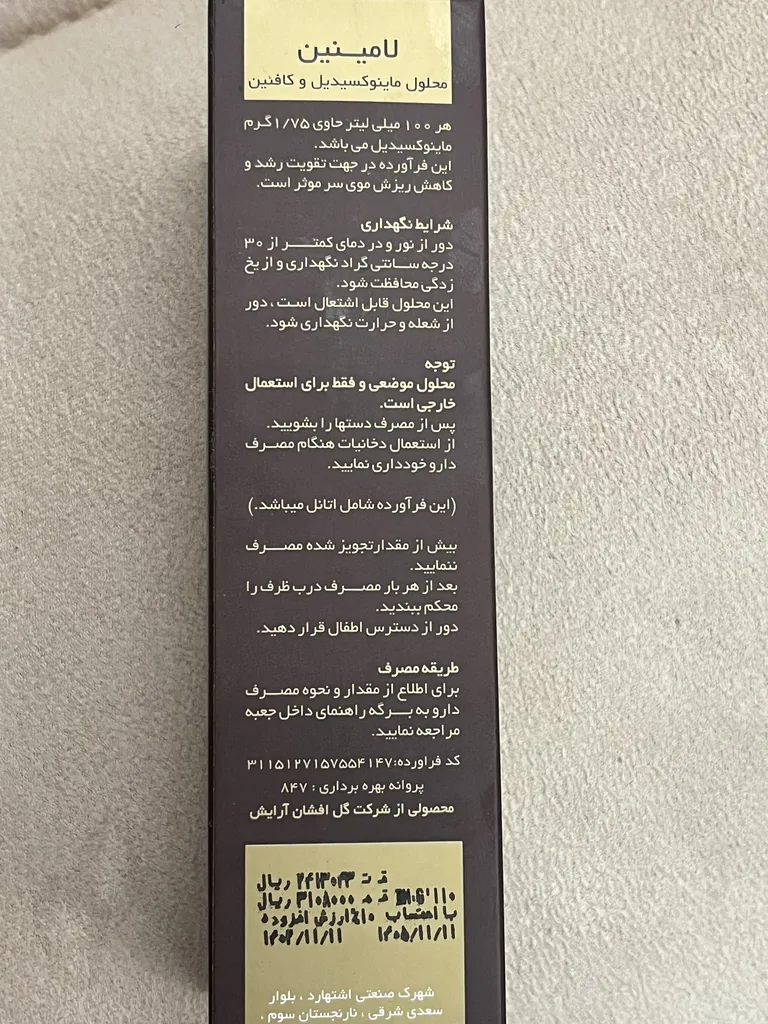 لامینین
محلول ماینوکسیدیل و کافئین
هر ۱۰۰ میلی لیتر حاوی ۱/۷۵ گرم
ماینوکسیدیل می باشد.
این فرآورده در جهت تقویت رشد و
کاهش ریزش موی سر موثر است.
شرایط نگهداری
دور از نور و در دمای کمتر از ۳۰
درجه سانتی گراد نگهداری و از یخ
زدگی محافظت شود.
این محلول قابل اشتعال است ، دور
از شعله و حرارت نگهداری شود.
توجه
محلول موضعی و فقط برای استعمال
خارجی است.
پس از مصرف دستها را بشویید.
از استعمال دخانیات هنگام مصرف
دارو خودداری نمایید.
(این فرآورده شامل اتانل میباشد.)
بیش از مقدار تجویز شده مصرف
ننمایید.
بعد از هر بار مصرف درب ظرف را
محکم ببندید.
دور از دسترس اطفال قرار دهید.
طریقه مصرف
برای اطلاع از مقدار و نحوه مصرف
دارو به برگه راهنمای داخل جعبه
مراجعه نمایید.
کد فراورده:۳۱۱۵۱۲۷۱۵۷۵۵۴۱۴۷
پروانه بهره برداری : ۸۴۷
محصولی از شرکت گل افشان آرایش
ق ت ریال
ریال
با احتساب ۱۰٪ ارزش افزوده
۱۴۰۵/۱۱/۱۱
شهرک صنعتی اشتهارد ، بلوار
سعدی شرقی ، نارنجستان سوم ،